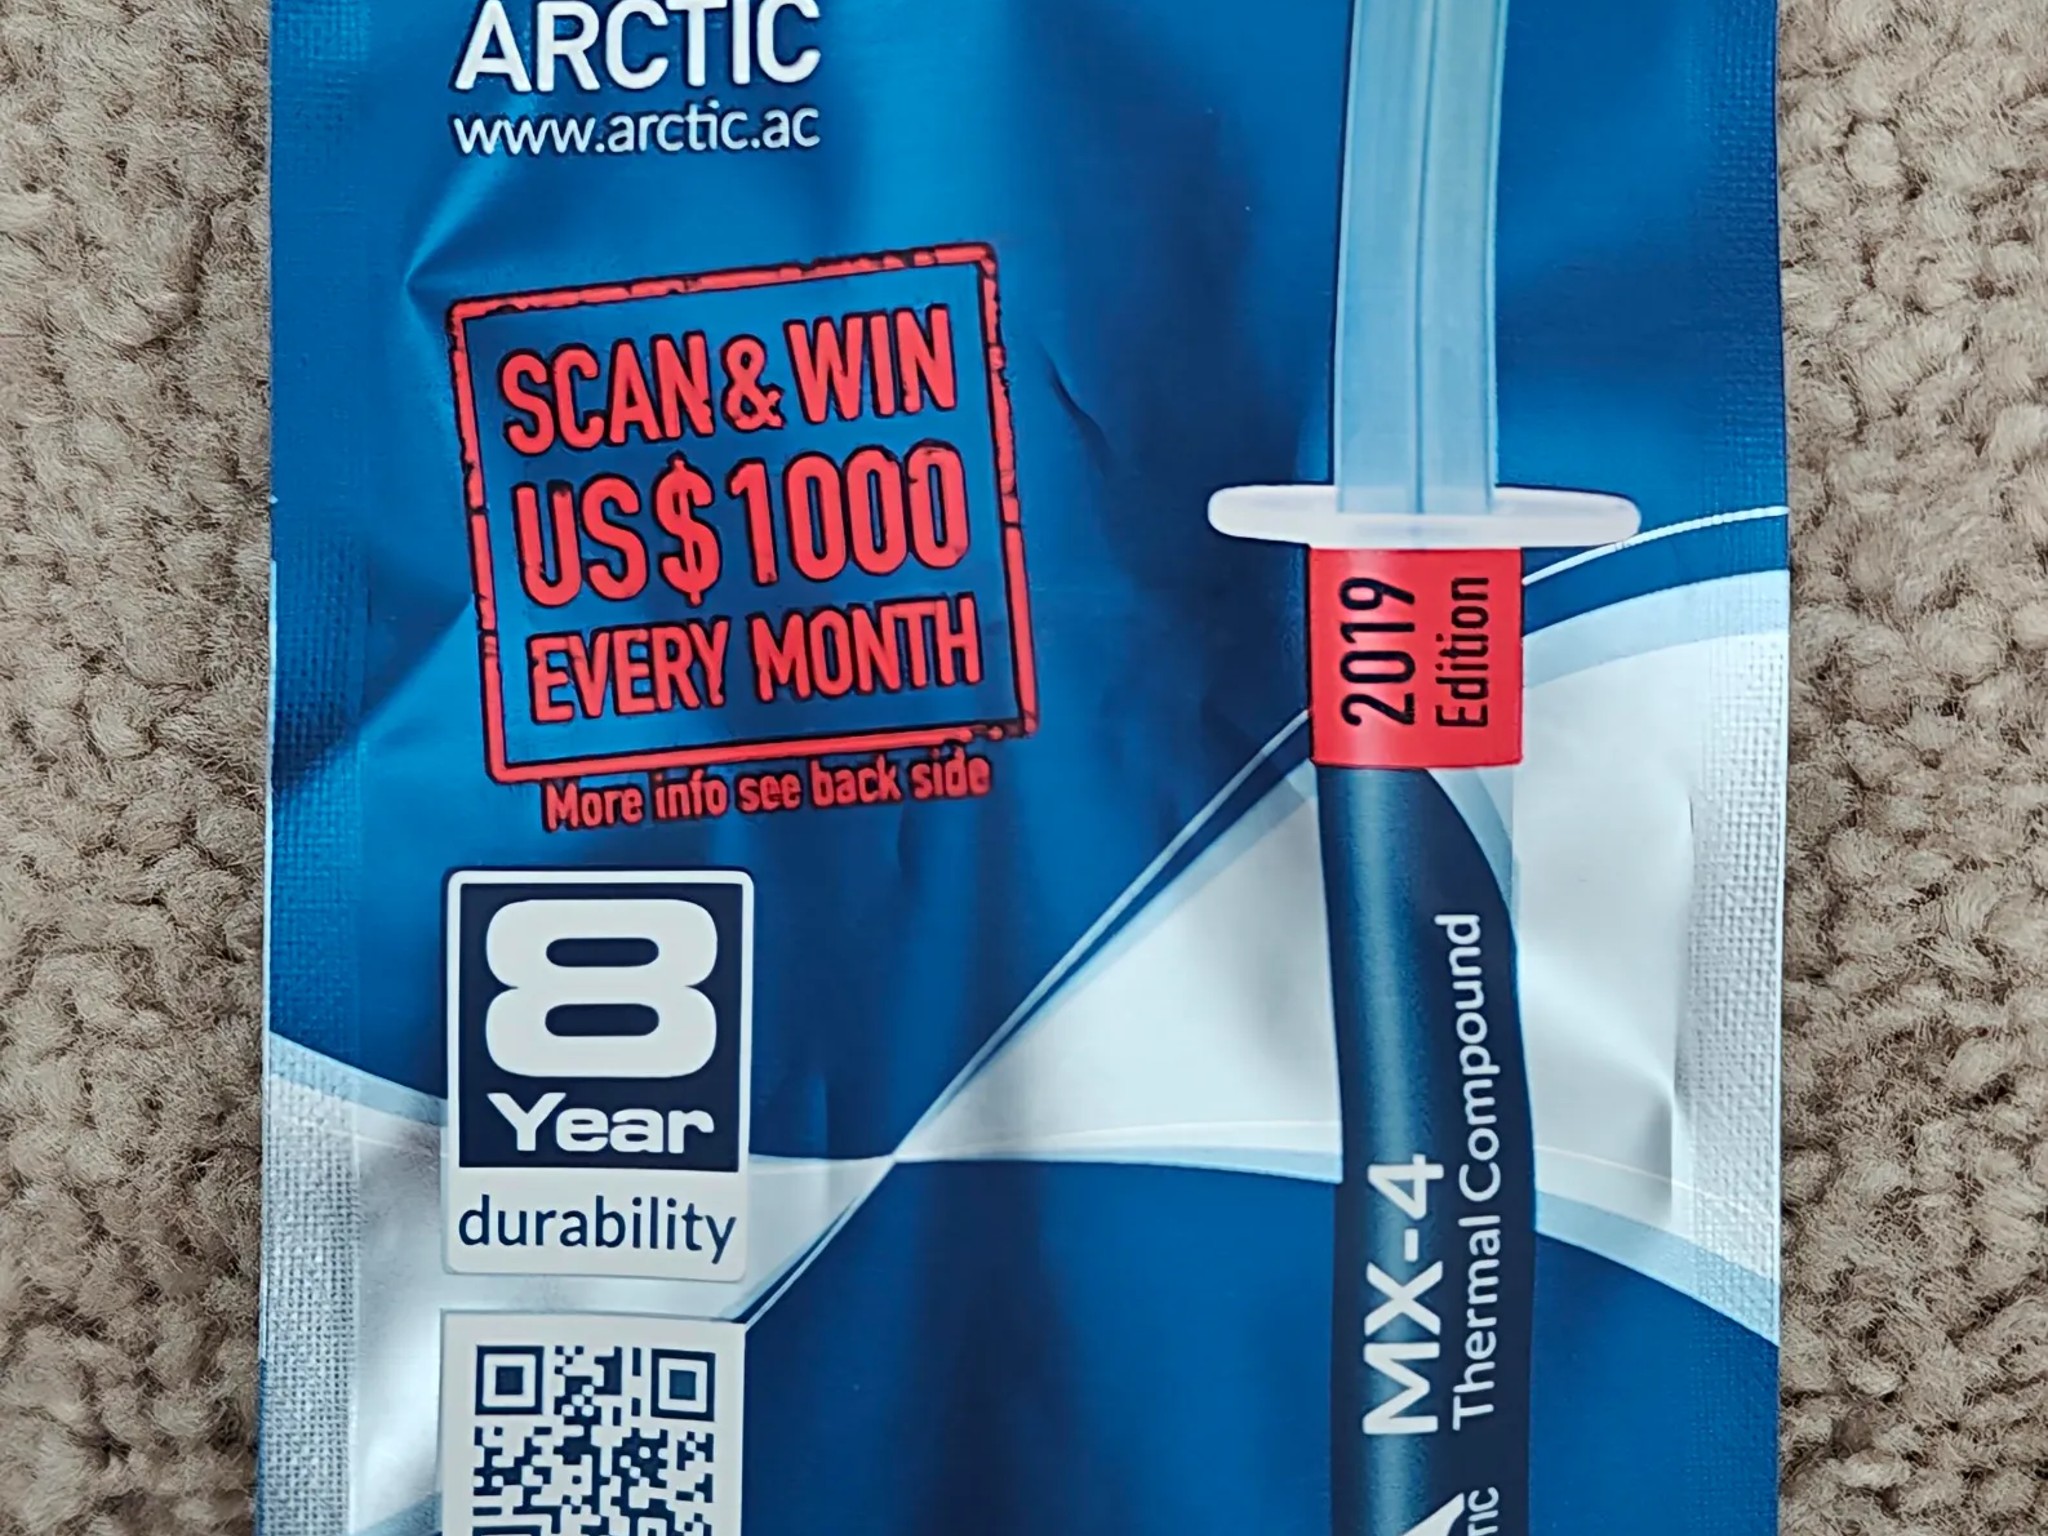 ARCTIC
www.arctic.ac
SCAN & WIN
US$1000
EVERY MONTH
More info see back side
2019
Edition
8
Year
durability
MX-4
Thermal Compound
TIC